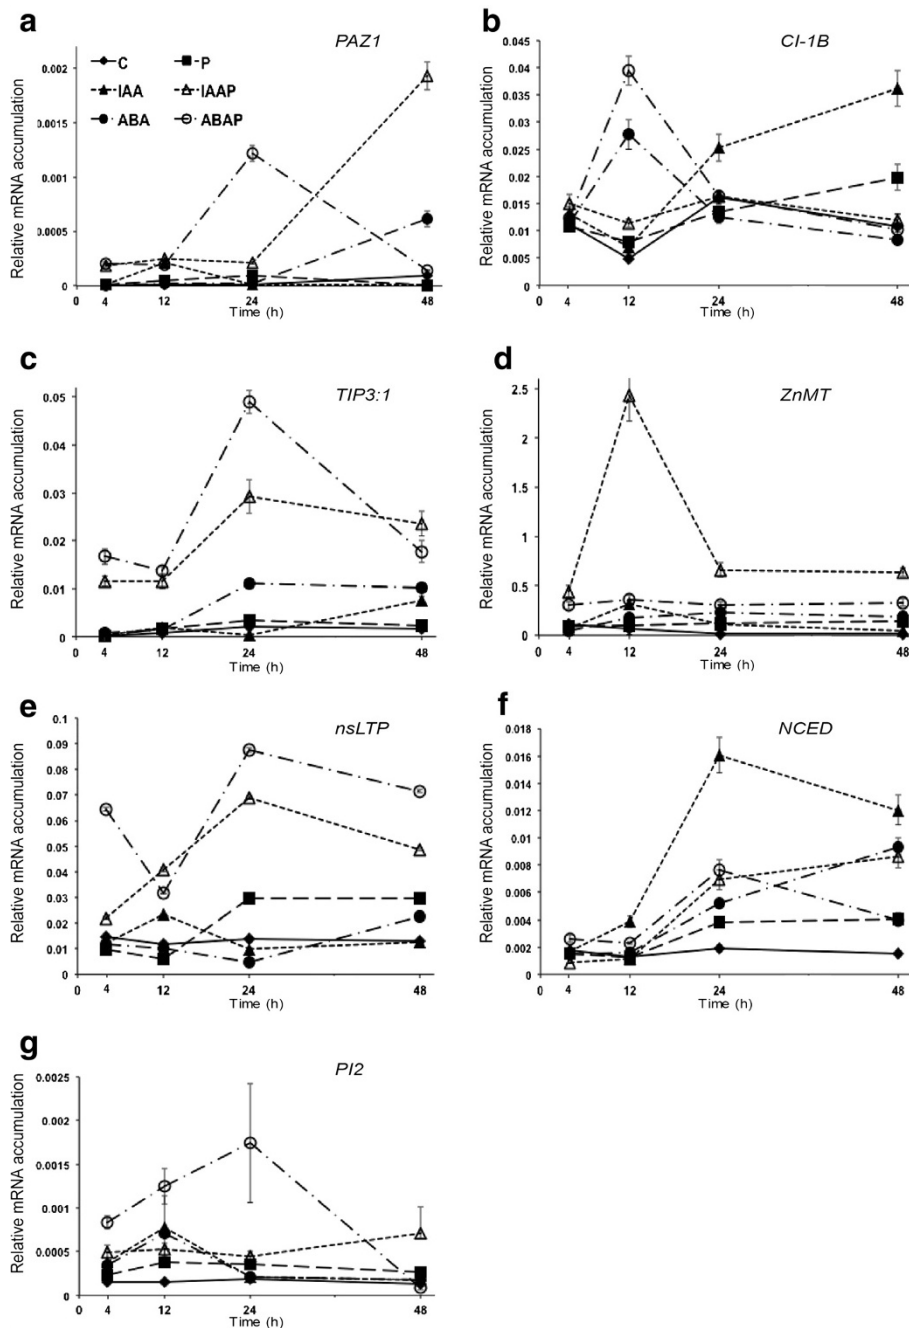 a
PAZ1
Relative mRNA accumulation
0.002
0.0015
0.001
0.0005
0
C
P
IAA
IAAP
ABA
ABAP
0 4 12 24 48
Time (h)
b
CI-1B
Relative mRNA accumulation
0.045
0.04
0.035
0.03
0.025
0.02
0.015
0.01
0.005
0
0 4 12 24 48
Time (h)
c
TIP3:1
Relative mRNA accumulation
0.05
0.04
0.03
0.02
0.01
0
0 4 12 24 48
Time (h)
d
ZnMT
Relative mRNA accumulation
2.5
2
1.5
1
0.5
0
0 4 12 24 48
Time (h)
e
nsLTP
Relative mRNA accumulation
0.1
0.09
0.08
0.07
0.06
0.05
0.04
0.03
0.02
0.01
0
0 4 12 24 48
Time (h)
f
NCED
Relative mRNA accumulation
0.018
0.016
0.014
0.012
0.01
0.008
0.006
0.004
0.002
0
0 4 12 24 48
Time (h)
g
PI2
Relative mRNA accumulation
0.0025
0.002
0.0015
0.001
0.0005
0
0 4 12 24 48
Time (h)